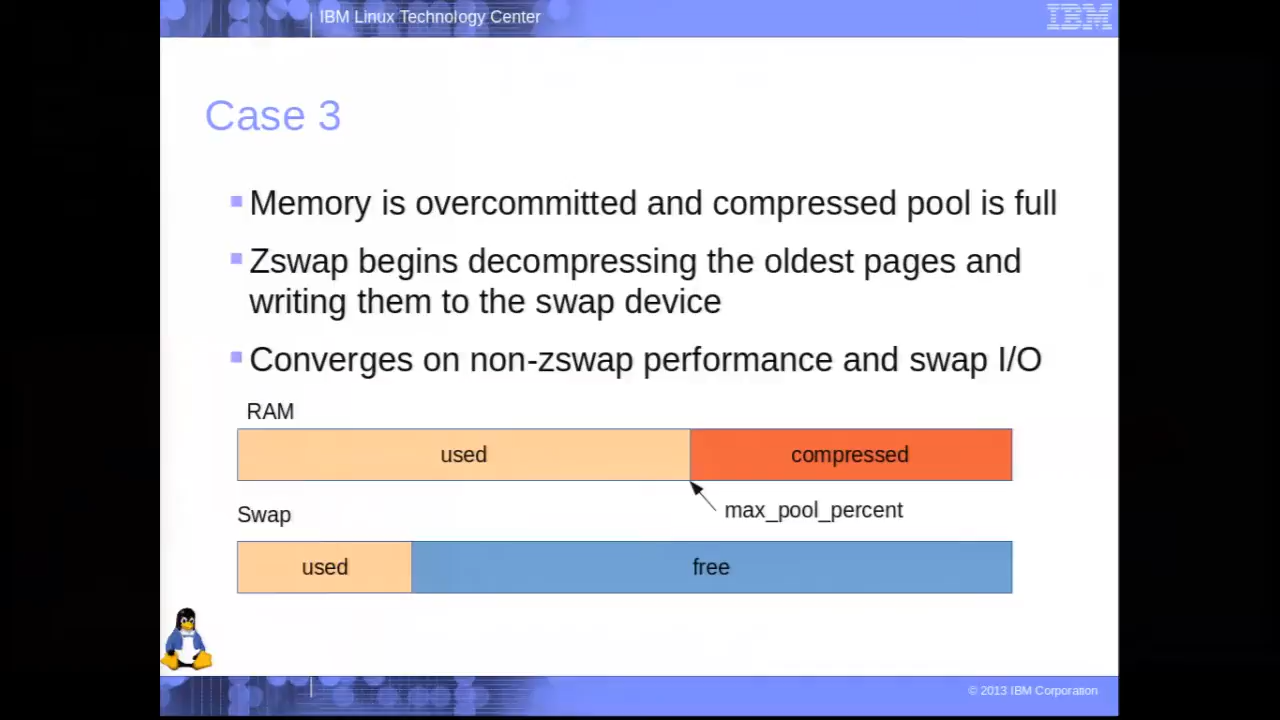 IBM Linux Technology Center
IBM
Case 3
Memory is overcommitted and compressed pool is full
Zswap begins decompressing the oldest pages and
writing them to the swap device
Converges on non-zswap performance and swap I/O
RAM
used
compressed
max_pool_percent
Swap
used
free
© 2013 IBM Corporation